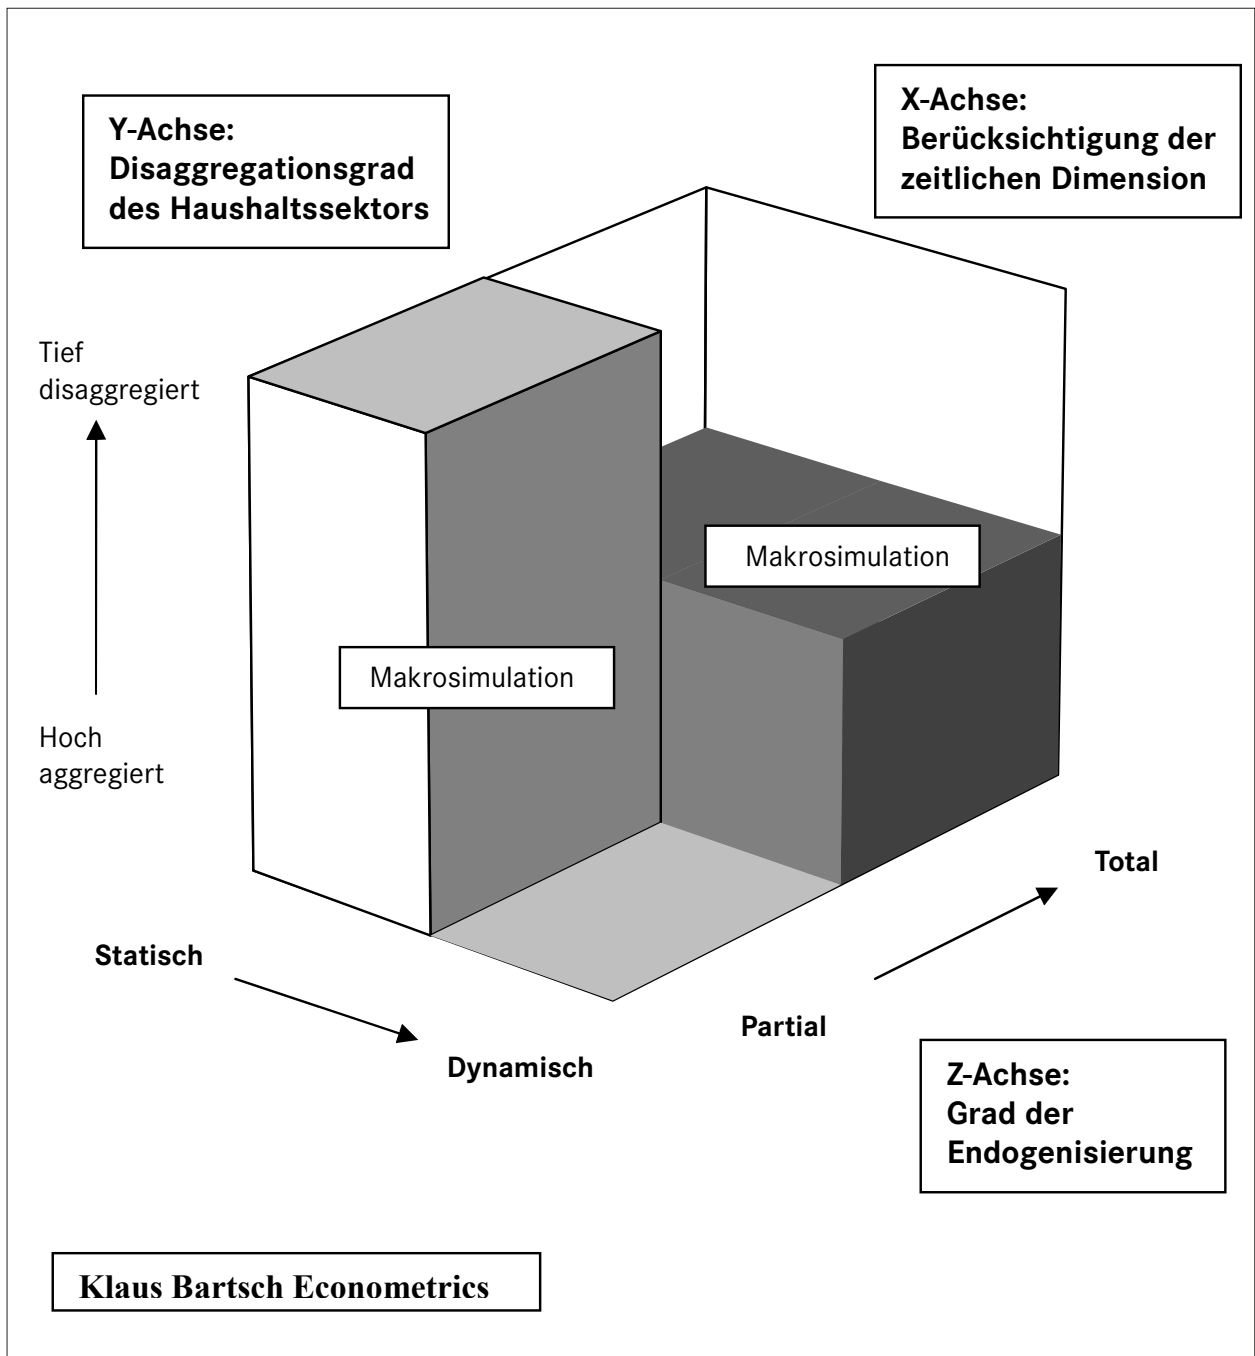 Y-Achse:
Disaggregationsgrad
des Haushaltssektors
X-Achse:
Berücksichtigung der
zeitlichen Dimension
Tief
disaggregiert
Makrosimulation
Makrosimulation
Hoch
aggregiert
Total
Statisch
Partial
Dynamisch
Z-Achse:
Grad der
Endogenisierung
Klaus Bartsch Econometrics